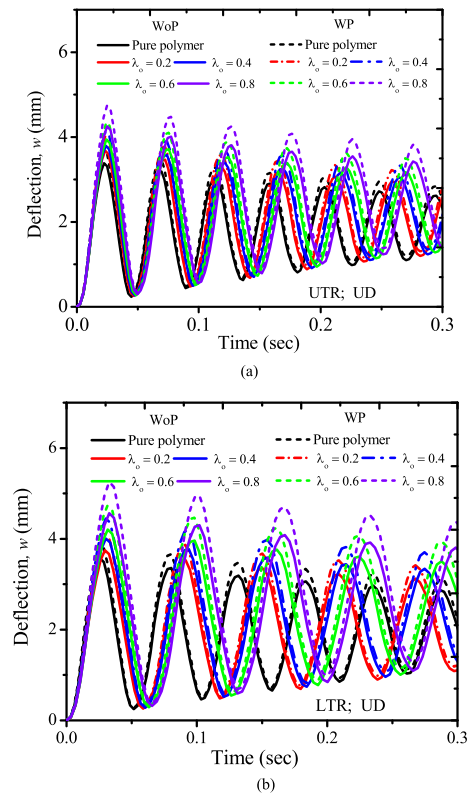 WoP WP
Pure polymer Pure polymer
λo = 0.2 λo = 0.4 λo = 0.2 λo = 0.4
λo = 0.6 λo = 0.8 λo = 0.6 λo = 0.8
Deflection, w (mm)
6
4
2
0
UTR; UD
0.0 0.1 0.2 0.3
Time (sec)
(a)
WoP WP
Pure polymer Pure polymer
λo = 0.2 λo = 0.4 λo = 0.2 λo = 0.4
λo = 0.6 λo = 0.8 λo = 0.6 λo = 0.8
Deflection, w (mm)
6
4
2
0
LTR; UD
0.0 0.1 0.2 0.3
Time (sec)
(b)